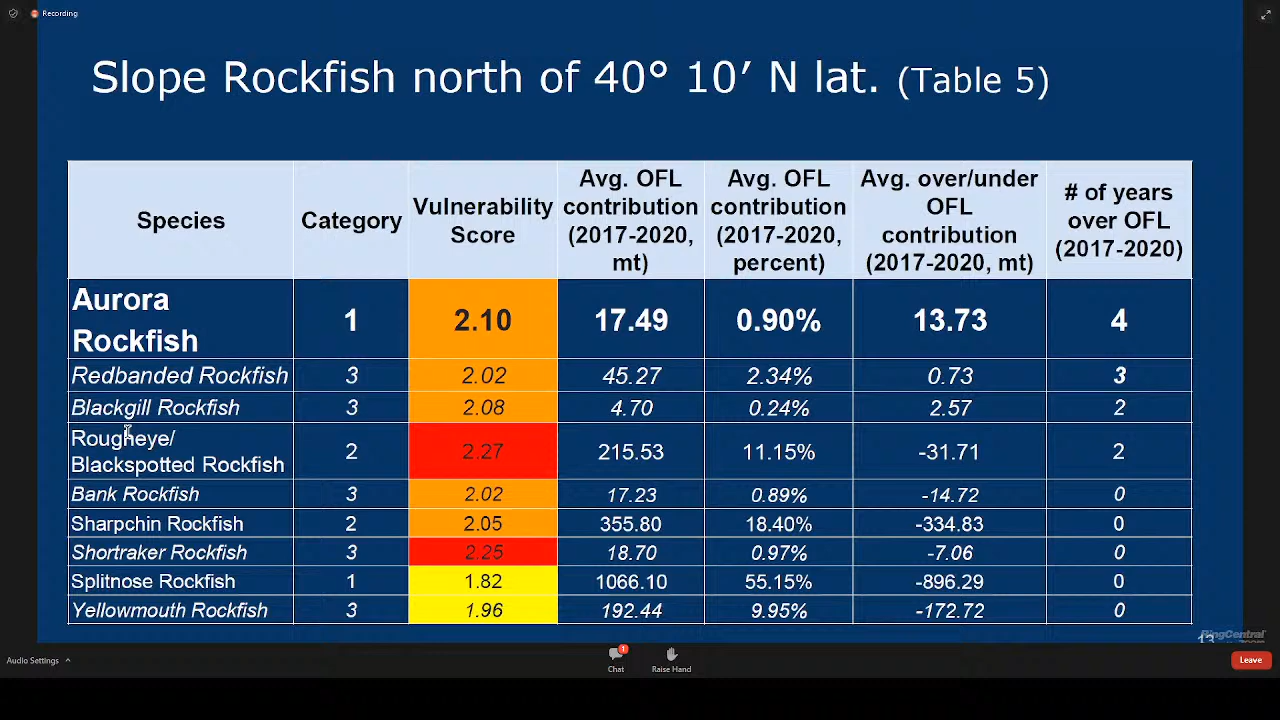 Recording
Slope Rockfish north of 40° 10′ N lat. (Table 5)
Species Category Vulnerability Score Avg. OFL contribution (2017-2020, mt) Avg. OFL contribution (2017-2020, percent) Avg. over/under OFL contribution (2017-2020, mt) # of years over OFL (2017-2020)
Aurora Rockfish 1 2.10 17.49 0.90% 13.73 4
Redbanded Rockfish 3 2.02 45.27 2.34% 0.73 3
Blackgill Rockfish 3 2.08 4.70 0.24% 2.57 2
Rougheye/ Blackspotted Rockfish 2 2.27 215.53 11.15% -31.71 2
Bank Rockfish 3 2.02 17.23 0.89% -14.72 0
Sharpchin Rockfish 2 2.05 355.80 18.40% -334.83 0
Shortraker Rockfish 3 2.25 18.70 0.97% -7.06 0
Splitnose Rockfish 1 1.82 1066.10 55.15% -896.29 0
Yellowmouth Rockfish 3 1.96 192.44 9.95% -172.72 0
RingCentral
13
Audio Settings
1
Chat
Raise Hand
Leave